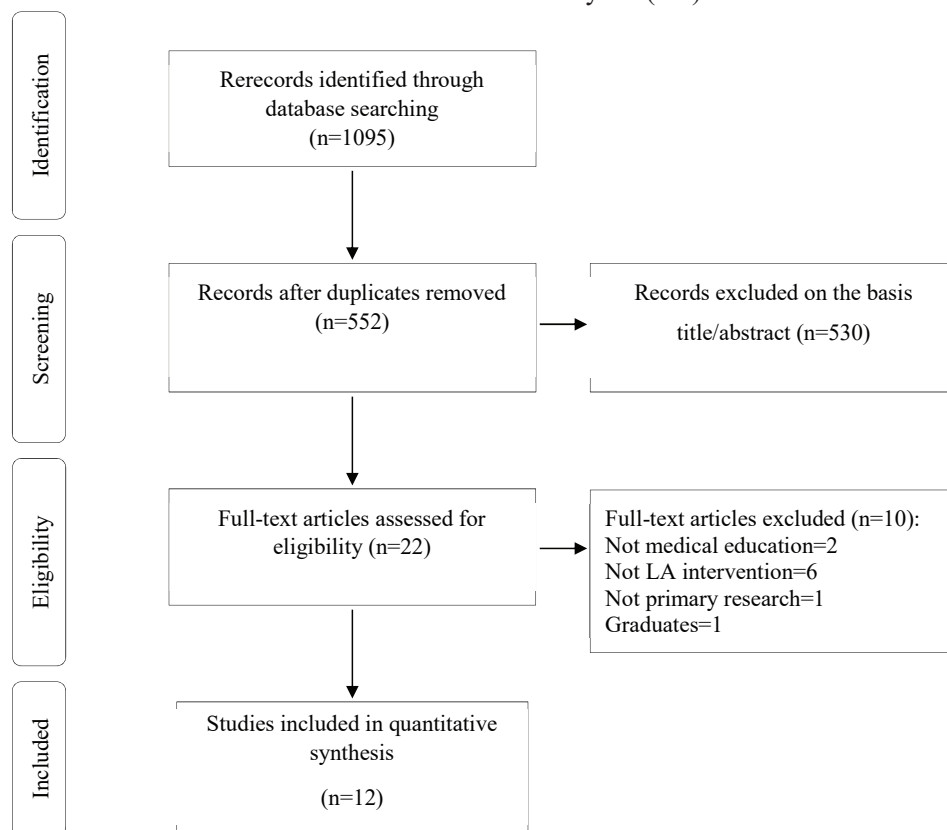 Identification
Rerecords identified through
database searching
(n=1095)
Screening
Records after duplicates removed
(n=552)
Records excluded on the basis
title/abstract (n=530)
Eligibility
Full-text articles assessed for
eligibility (n=22)
Full-text articles excluded (n=10):
Not medical education=2
Not LA intervention=6
Not primary research=1
Graduates=1
Included
Studies included in quantitative
synthesis
(n=12)